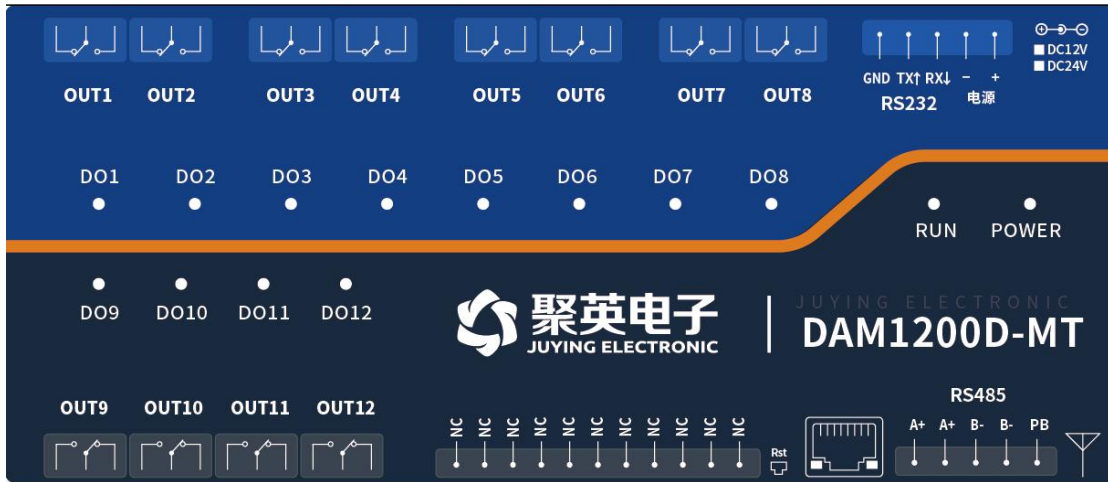 OUT1 OUT2 OUT3 OUT4 OUT5 OUT6 OUT7 OUT8
GND TX↑ RX↓ - +
RS232 电源
DC12V
DC24V
DO1 DO2 DO3 DO4 DO5 DO6 DO7 DO8
RUN POWER
DO9 DO10 DO11 DO12
聚英电子
JUYING ELECTRONIC
JUYING ELECTRONIC
DAM1200D-MT
OUT9 OUT10 OUT11 OUT12
NC NC NC NC NC NC NC NC NC NC NC
Rst
RS485
A+ A+ B- B- PB